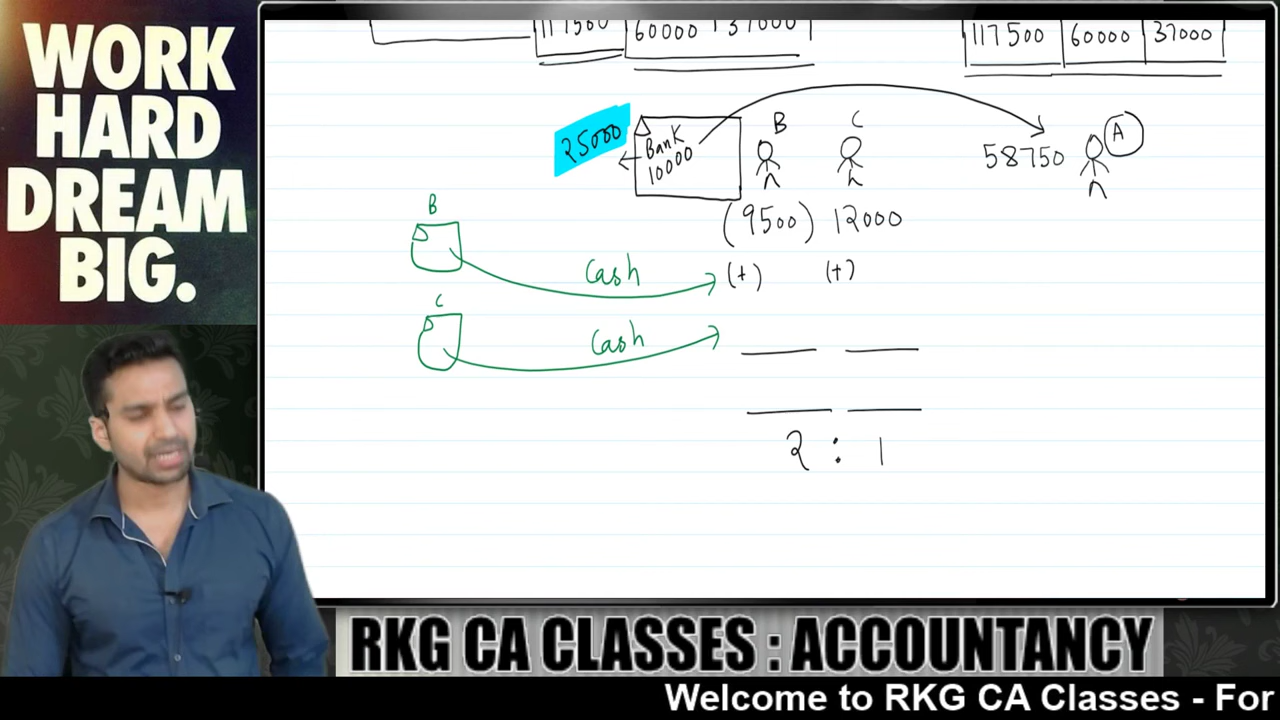 WORK
HARD
DREAM
BIG.
117500 60000 37000
117500 60000 37000
25000
Bank
10000
B C
58750 A
(9500) 12000
B
Cash (+) (+)
C
Cash
2 : 1
RKG CA CLASSES : ACCOUNTANCY
Welcome to RKG CA Classes - For